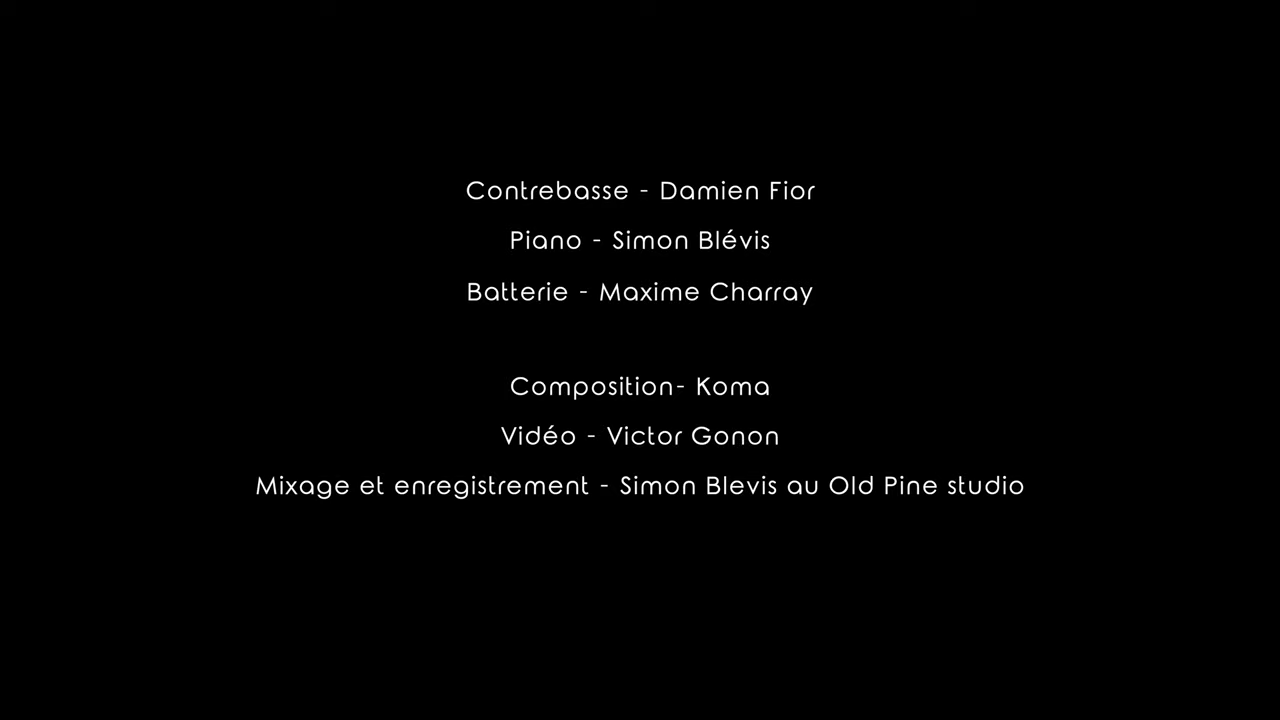 Contrebasse - Damien Fior
Piano - Simon Blévis
Batterie - Maxime Charray
Composition- Koma
Vidéo - Victor Gonon
Mixage et enregistrement - Simon Blevis au Old Pine studio